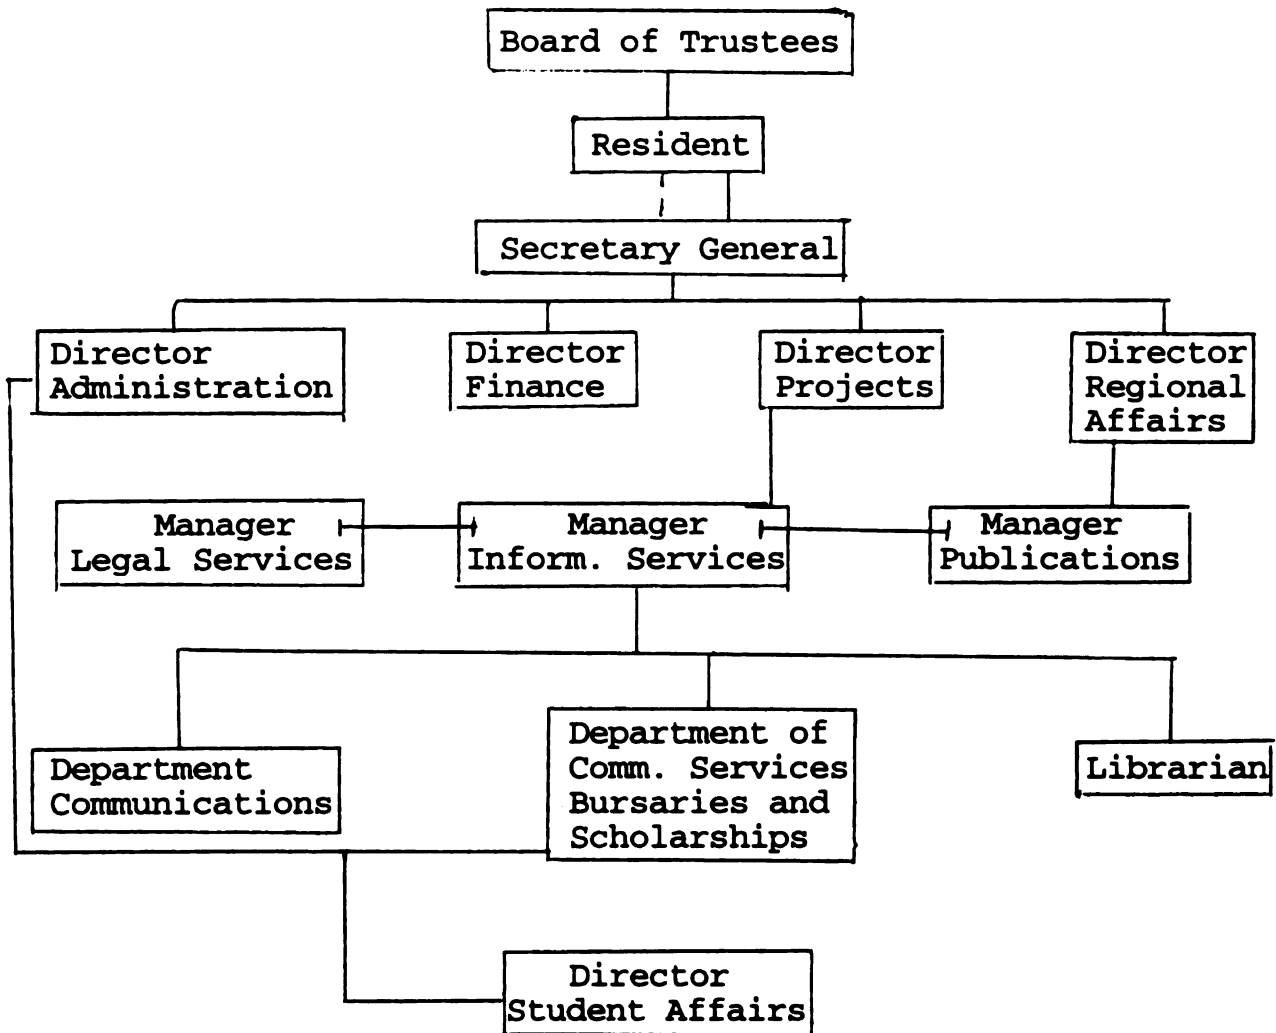 Board of Trustees
Resident
Secretary General
Director
Administration
Director
Finance
Director
Projects
Director
Regional
Affairs
Manager
Legal Services
Manager
Inform. Services
Manager
Publications
Department
Communications
Department of
Comm. Services
Bursaries and
Scholarships
Librarian
Director
Student Affairs